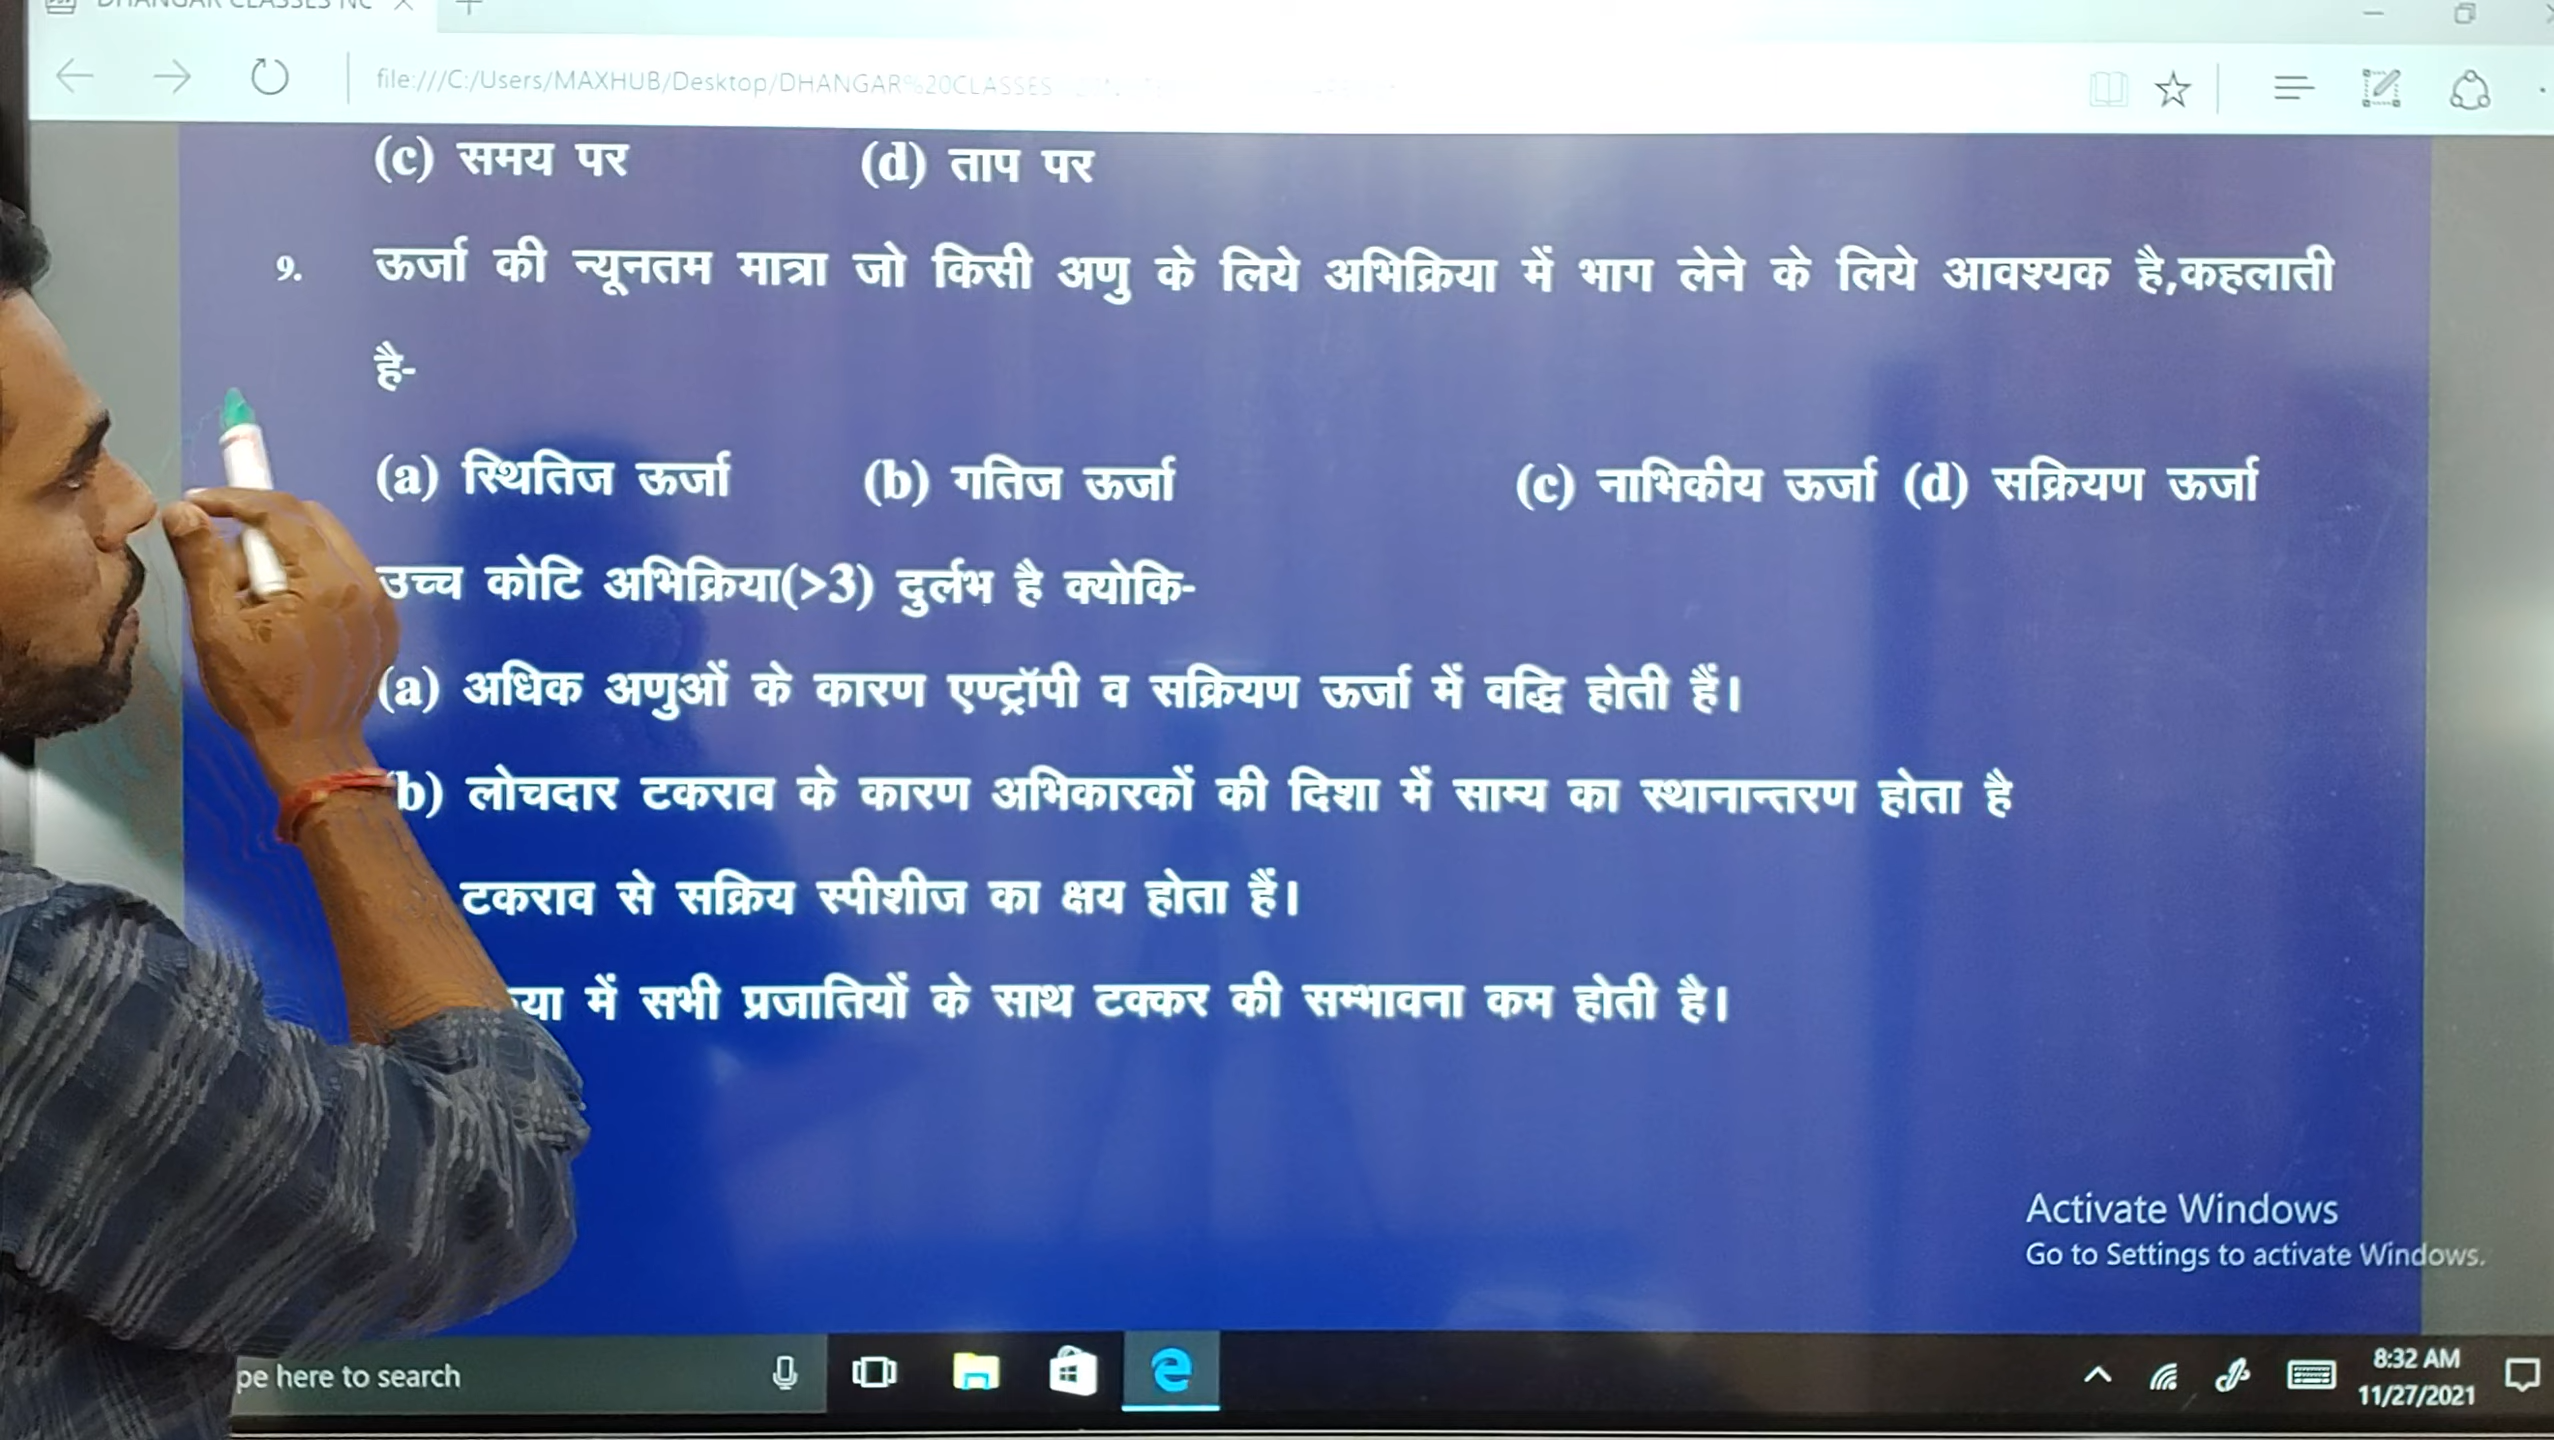 DHANGAR CLASSES NC
file:///C:/Users/MAXHUB/Desktop/DHANGAR%20CLASSES
(c) समय पर (d) ताप पर
9. ऊर्जा की न्यूनतम मात्रा जो किसी अणु के लिये अभिक्रिया में भाग लेने के लिये आवश्यक है,कहलाती
है-
(a) स्थितिज ऊर्जा (b) गतिज ऊर्जा (c) नाभिकीय ऊर्जा (d) सक्रियण ऊर्जा
उच्च कोटि अभिक्रिया(>3) दुर्लभ है क्योकि-
(a) अधिक अणुओं के कारण एण्ट्रॉपी व सक्रियण ऊर्जा में वद्धि होती हैं।
b) लोचदार टकराव के कारण अभिकारकों की दिशा में साम्य का स्थानान्तरण होता है
टकराव से सक्रिय स्पीशीज का क्षय होता हैं।
में सभी प्रजातियों के साथ टक्कर की सम्भावना कम होती है।
Activate Windows
Go to Settings to activate Windows.
pe here to search
8:32 AM
11/27/2021